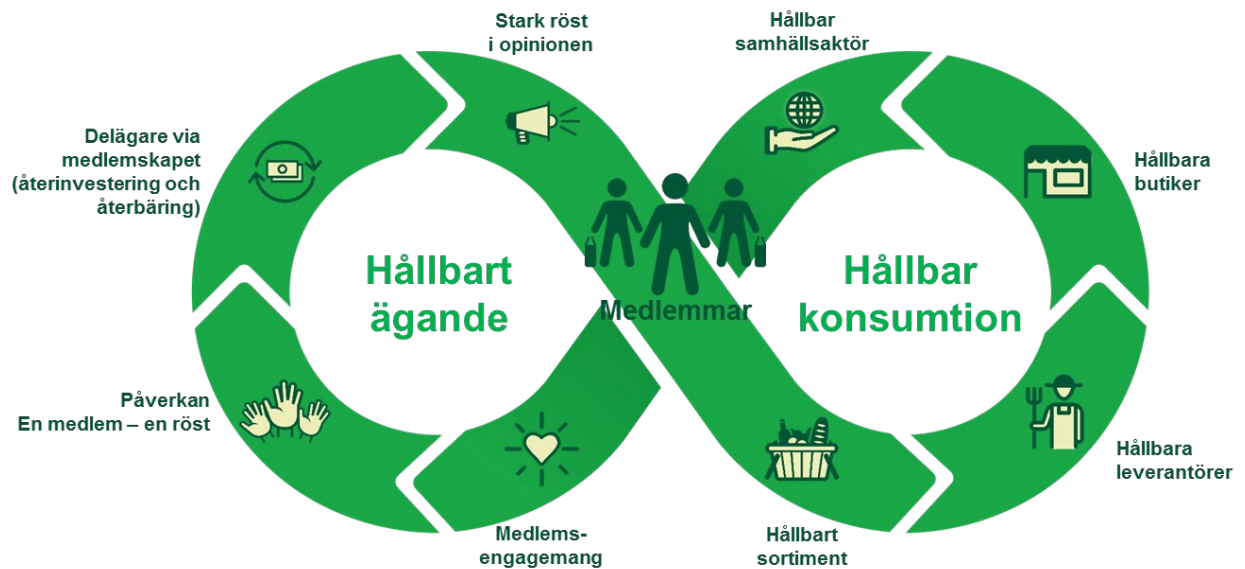 Stark röst
i opinionen
Hållbar
samhällsaktör
Delägare via
medlemskapet
(återinvestering och
återbäring)
Hållbara
butiker
Hållbart
ägande
Medlemmar
Hållbar
konsumtion
Påverkan
En medlem – en röst
Hållbara
leverantörer
Medlems-
engagemang
Hållbart
sortiment